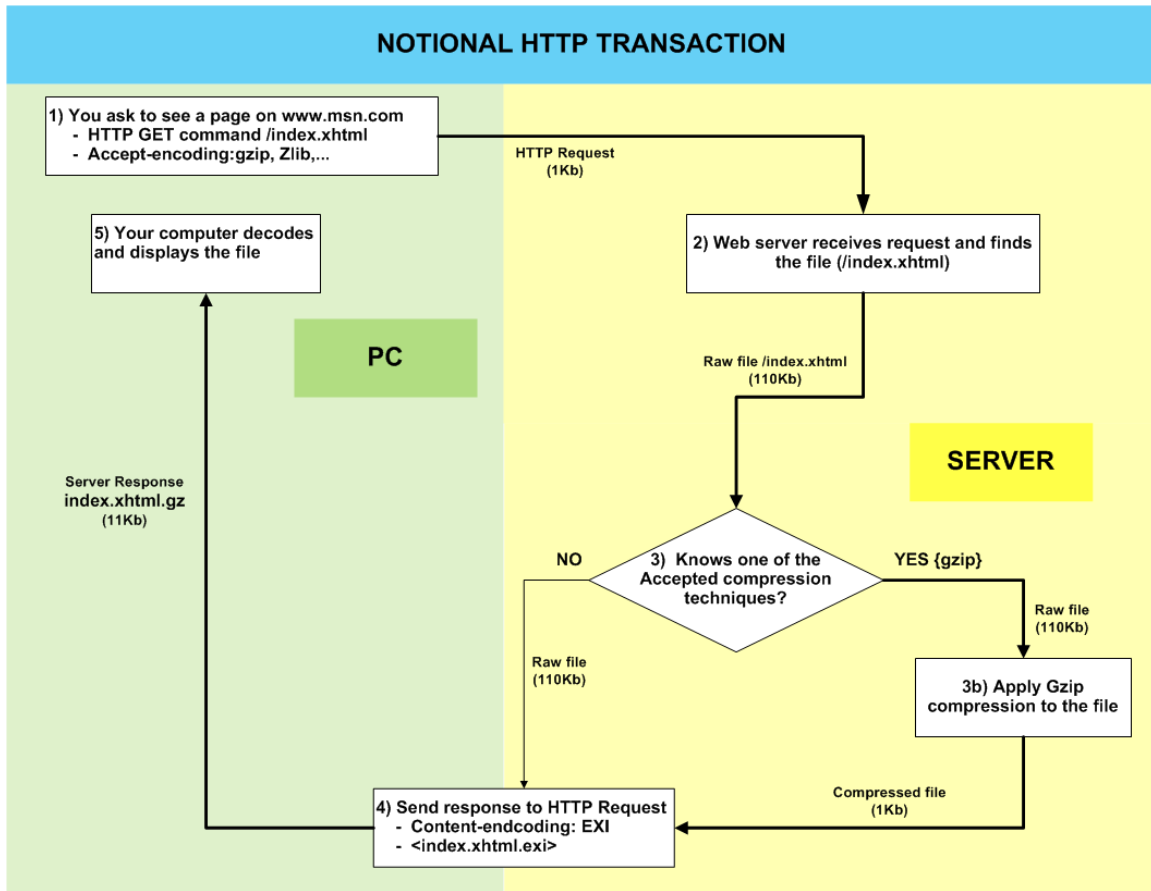 NOTIONAL HTTP TRANSACTION
1) You ask to see a page on www.msn.com
- HTTP GET command /index.xhtml
- Accept-encoding:gzip, Zlib,...
HTTP Request
(1Kb)
2) Web server receives request and finds
the file (/index.xhtml)
5) Your computer decodes
and displays the file
PC
Raw file /index.xhtml
(110Kb)
SERVER
Server Response
index.xhtml.gz
(11Kb)
NO
3) Knows one of the
Accepted compression
techniques?
YES {gzip}
Raw file
(110Kb)
Raw file
(110Kb)
3b) Apply Gzip
compression to the file
Compressed file
(1Kb)
4) Send response to HTTP Request
- Content-endcoding: EXI
- <index.xhtml.exi>